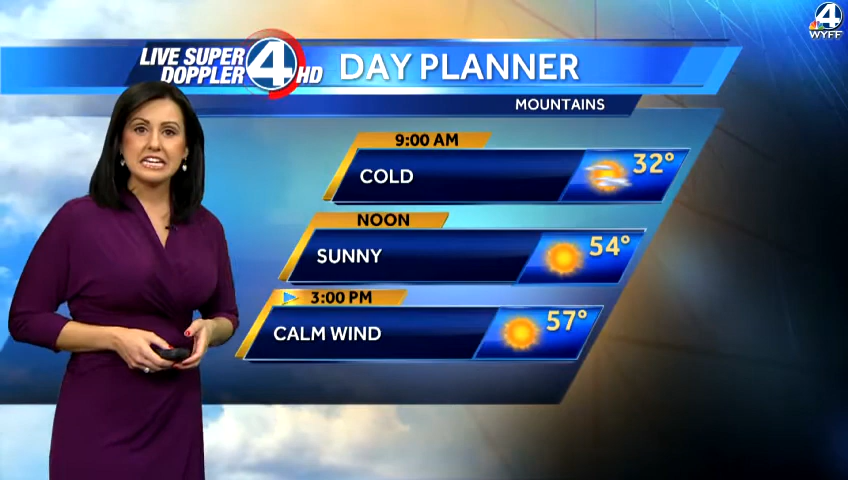 4
WYFF
LIVE SUPER
DOPPLER 4 HD
DAY PLANNER
MOUNTAINS
9:00 AM
COLD 32°
NOON
SUNNY 54°
3:00 PM
CALM WIND 57°